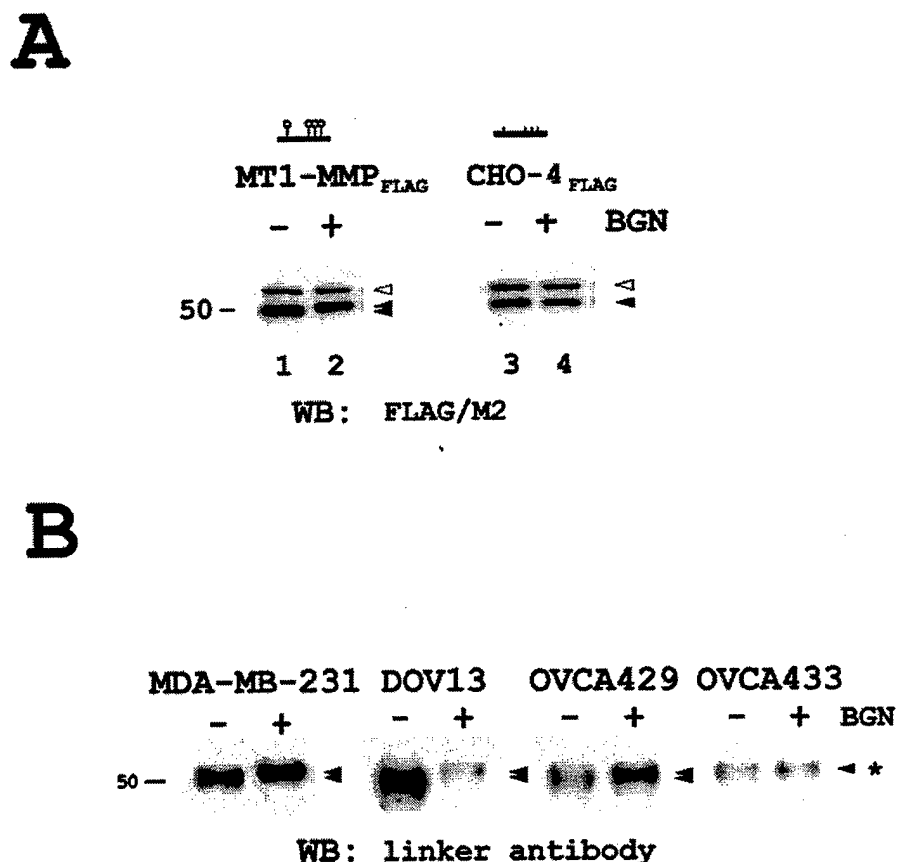 A
MT1-MMPFLAG CHO-4FLAG
- + - + BGN
50-
1 2 3 4
WB: FLAG/M2
B
MDA-MB-231 DOV13 OVCA429 OVCA433
- + - + - + - + BGN
50— *
WB: linker antibody